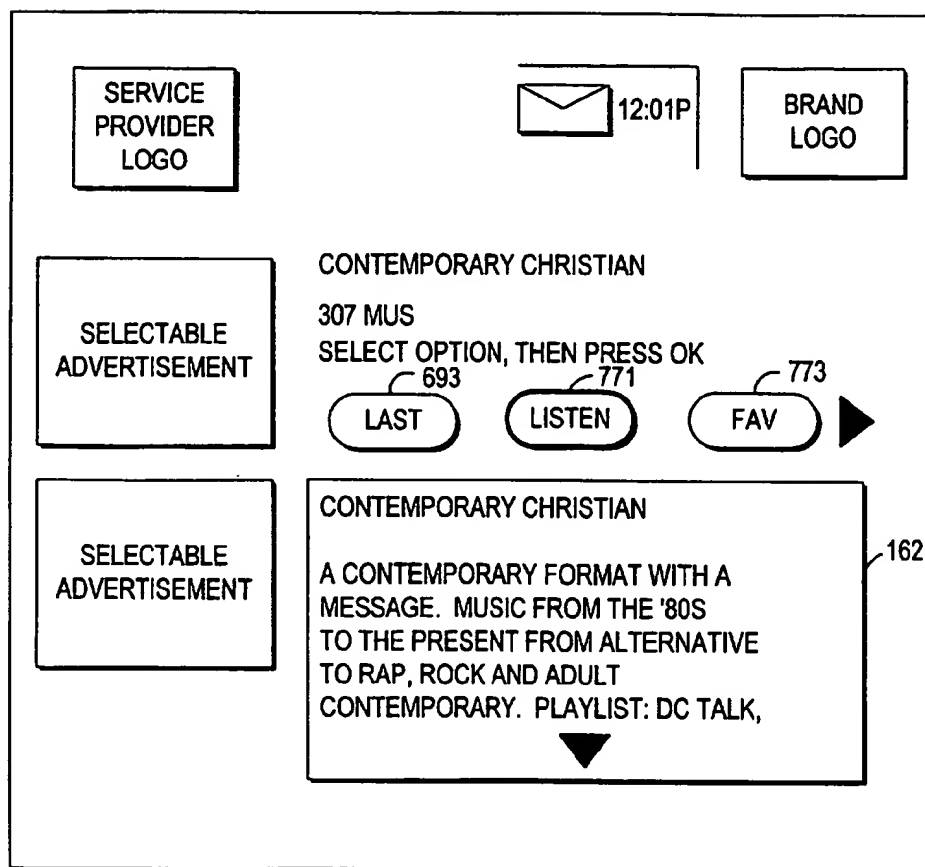 SERVICE
PROVIDER
LOGO
12:01P
BRAND
LOGO
SELECTABLE
ADVERTISEMENT
CONTEMPORARY CHRISTIAN
307 MUS
SELECT OPTION, THEN PRESS OK
693
771
773
LAST
LISTEN
FAV
SELECTABLE
ADVERTISEMENT
CONTEMPORARY CHRISTIAN
A CONTEMPORARY FORMAT WITH A
MESSAGE. MUSIC FROM THE '80S
TO THE PRESENT FROM ALTERNATIVE
TO RAP, ROCK AND ADULT
CONTEMPORARY. PLAYLIST: DC TALK,
162